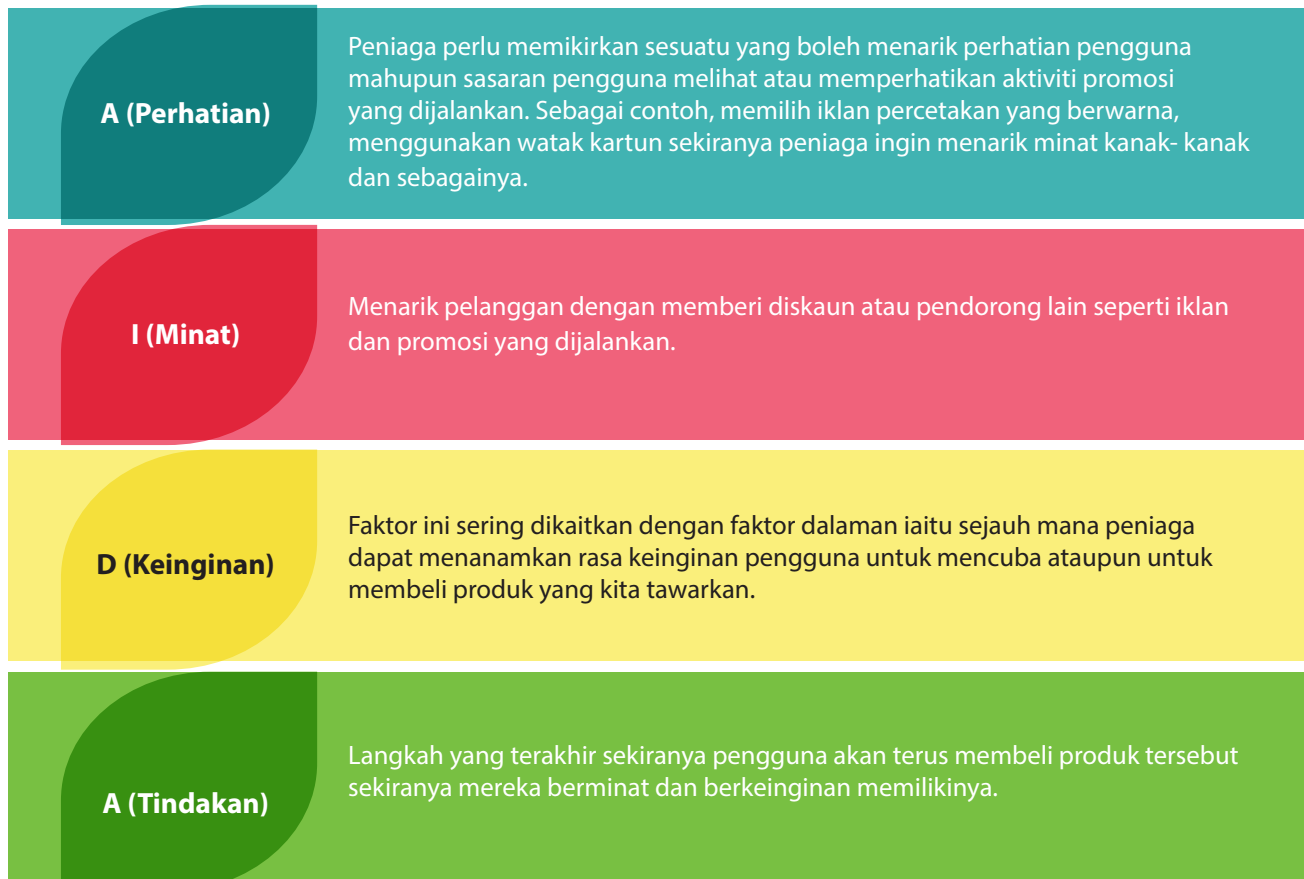 A (Perhatian)
Peniaga perlu memikirkan sesuatu yang boleh menarik perhatian pengguna
mahupun sasaran pengguna melihat atau memperhatikan aktiviti promosi
yang dijalankan. Sebagai contoh, memilih iklan percetakan yang berwarna,
menggunakan watak kartun sekiranya peniaga ingin menarik minat kanak- kanak
dan sebagainya.
I (Minat)
Menarik pelanggan dengan memberi diskaun atau pendorong lain seperti iklan
dan promosi yang dijalankan.
D (Keinginan)
Faktor ini sering dikaitkan dengan faktor dalaman iaitu sejauh mana peniaga
dapat menanamkan rasa keinginan pengguna untuk mencuba ataupun untuk
membeli produk yang kita tawarkan.
A (Tindakan)
Langkah yang terakhir sekiranya pengguna akan terus membeli produk tersebut
sekiranya mereka berminat dan berkeinginan memilikinya.